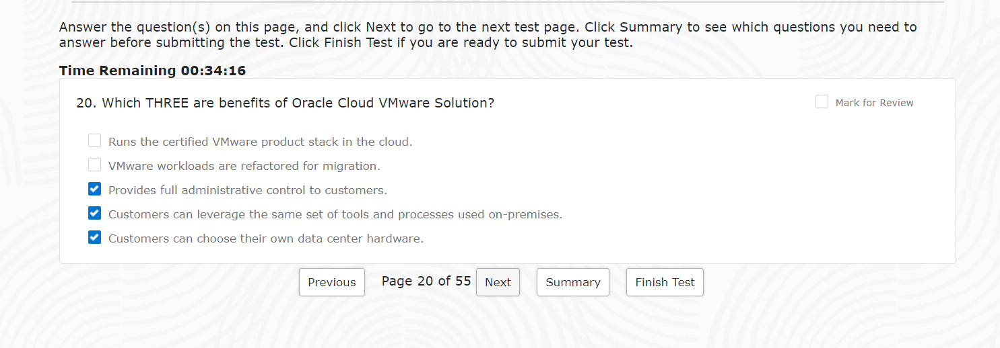 Answer the question(s) on this page, and click Next to go to the next test page. Click Summary to see which questions you need to
answer before submitting the test. Click Finish Test if you are ready to submit your test.
Time Remaining 00:34:16
20. Which THREE are benefits of Oracle Cloud VMware Solution?
Mark for Review
Runs the certified VMware product stack in the cloud.
VMware workloads are refactored for migration.
Provides full administrative control to customers.
Customers can leverage the same set of tools and processes used on-premises.
Customers can choose their own data center hardware.
Previous Page 20 of 55 Next Summary Finish Test